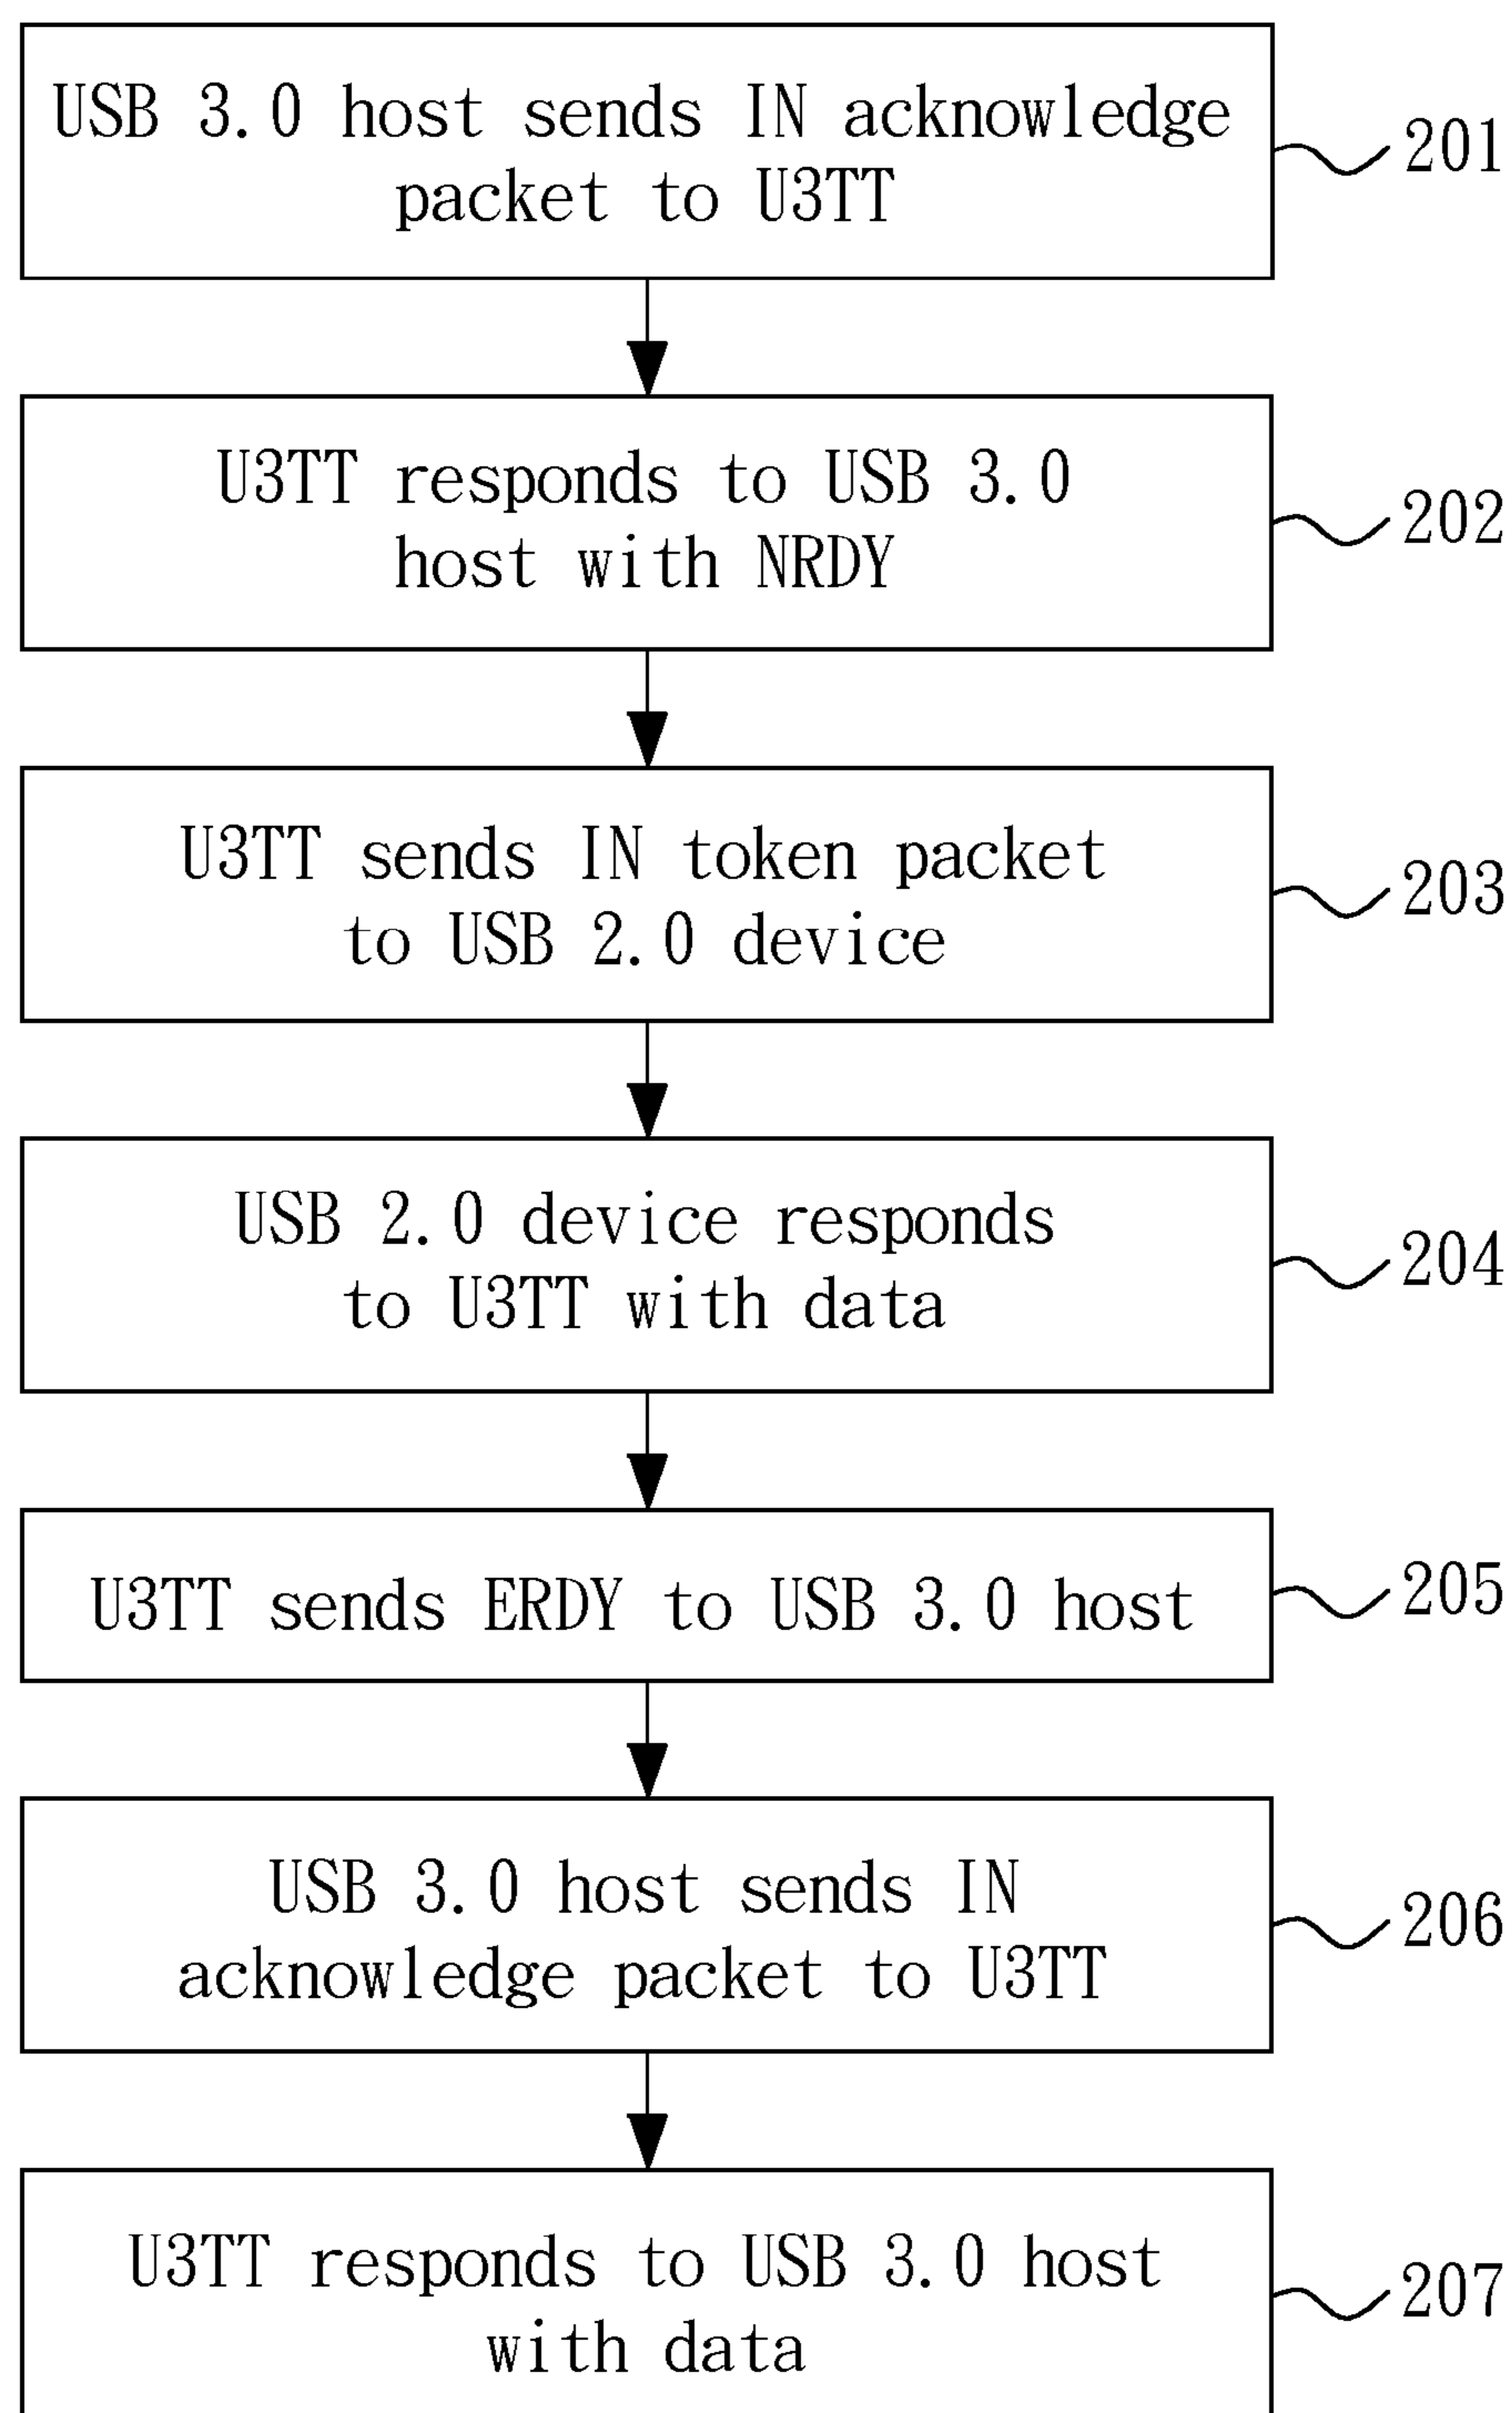 USB 3.0 host sends IN acknowledge
packet to U3TT
201
U3TT responds to USB 3.0
host with NRDY
202
U3TT sends IN token packet
to USB 2.0 device
203
USB 2.0 device responds
to U3TT with data
204
U3TT sends ERDY to USB 3.0 host
205
USB 3.0 host sends IN
acknowledge packet to U3TT
206
U3TT responds to USB 3.0 host
with data
207